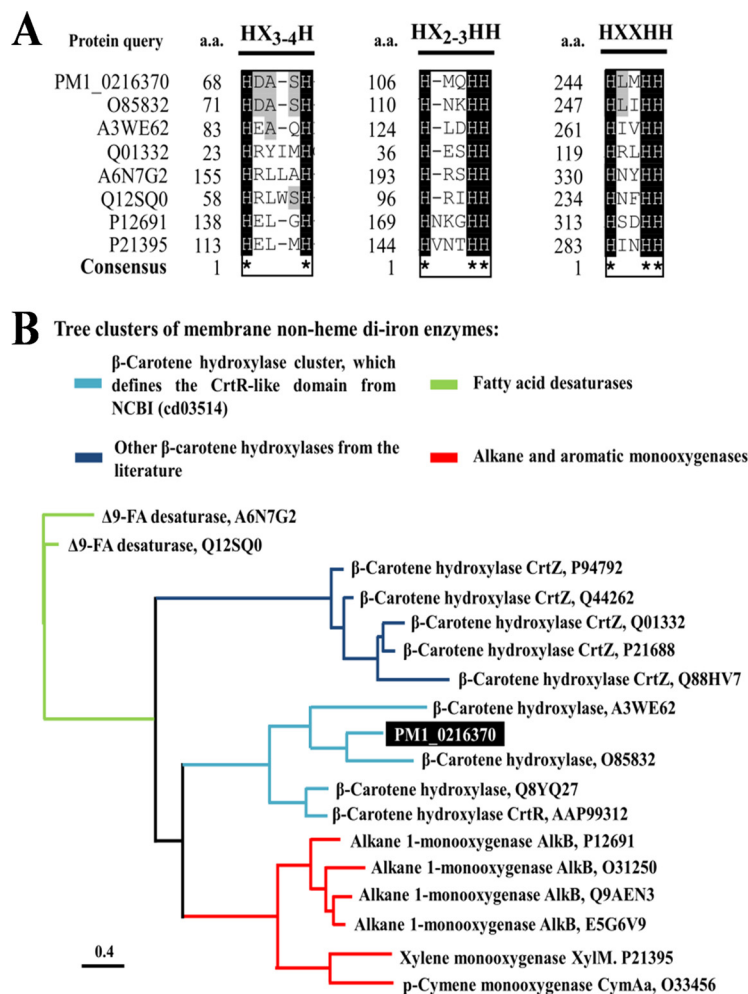 A
Protein query a.a. HX3-4H a.a. HX2-3HH a.a. HXXHH
PM1_0216370 68 HDA-SH 106 H-MQHH 244 HLMHH
O85832 71 HDA-SH 110 H-NKHH 247 HLIHH
A3WE62 83 HEA-QH 124 H-LDHH 261 HIVHH
Q01332 23 HRYIMH 36 H-ESHH 119 HRLHH
A6N7G2 155 HRLLAH 193 H-RSHH 330 HNYHH
Q12SQ0 58 HRLWSH 96 H-RIHH 234 HNFHH
P12691 138 HEL-GH 169 HNKGHH 313 HSDHH
P21395 113 HEL-MH 144 HVNTHH 283 HINHH
Consensus 1 * * 1 * ** 1 * **
B Tree clusters of membrane non-heme di-iron enzymes:
β-Carotene hydroxylase cluster, which
defines the CrtR-like domain from
NCBI (cd03514)
Fatty acid desaturases
Other β-carotene hydroxylases from the
literature
Alkane and aromatic monooxygenases
Δ9-FA desaturase, A6N7G2
Δ9-FA desaturase, Q12SQ0
β-Carotene hydroxylase CrtZ, P94792
β-Carotene hydroxylase CrtZ, Q44262
β-Carotene hydroxylase CrtZ, Q01332
β-Carotene hydroxylase CrtZ, P21688
β-Carotene hydroxylase CrtZ, Q88HV7
β-Carotene hydroxylase, A3WE62
PM1_0216370
β-Carotene hydroxylase, O85832
β-Carotene hydroxylase, Q8YQ27
β-Carotene hydroxylase CrtR, AAP99312
Alkane 1-monooxygenase AlkB, P12691
Alkane 1-monooxygenase AlkB, O31250
Alkane 1-monooxygenase AlkB, Q9AEN3
Alkane 1-monooxygenase AlkB, E5G6V9
0.4
Xylene monooxygenase XylM. P21395
p-Cymene monooxygenase CymAa, O33456